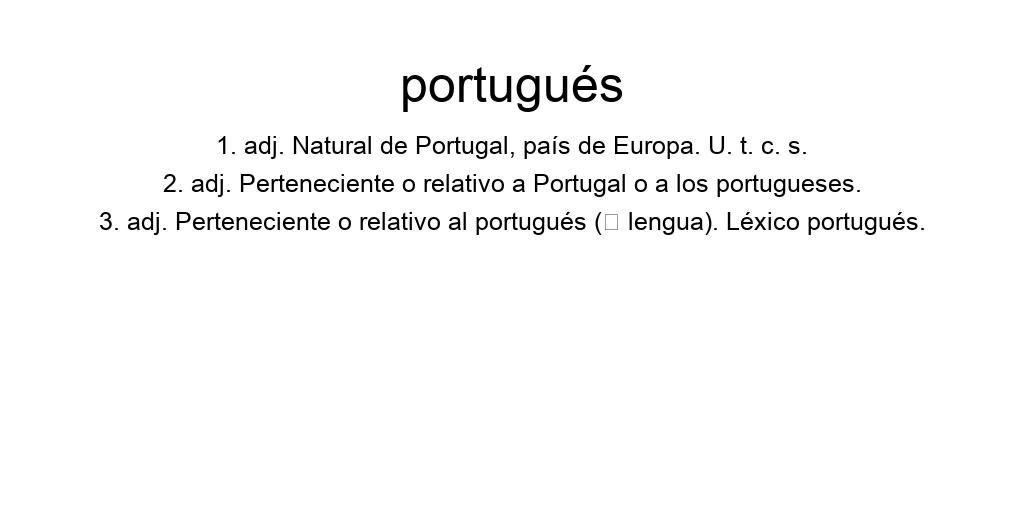 portugués
1. adj. Natural de Portugal, país de Europa. U. t. c. s.
2. adj. Perteneciente o relativo a Portugal o a los portugueses.
3. adj. Perteneciente o relativo al portugués (□ lengua). Léxico portugués.